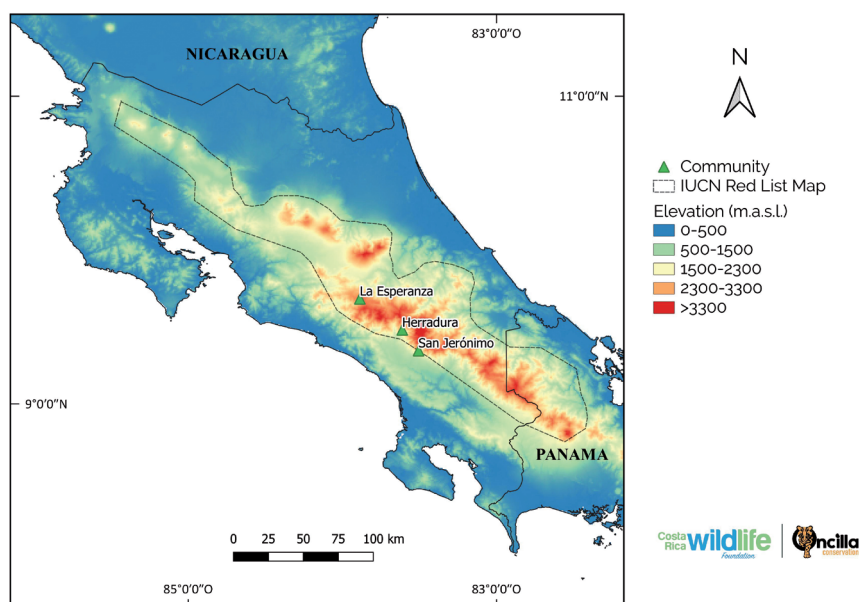 83°0'0"O
NICARAGUA
11°0'0"N
N
Community
IUCN Red List Map
Elevation (m.a.s.l.)
0-500
500-1500
1500-2300
2300-3300
>3300
La Esperanza
Herradura
San Jerónimo
9°0'0"N
PANAMA
0 25 50 75 100 km
85°0'0"O
83°0'0"O
Costa Rica wildlife Foundation
Oncilla conservation